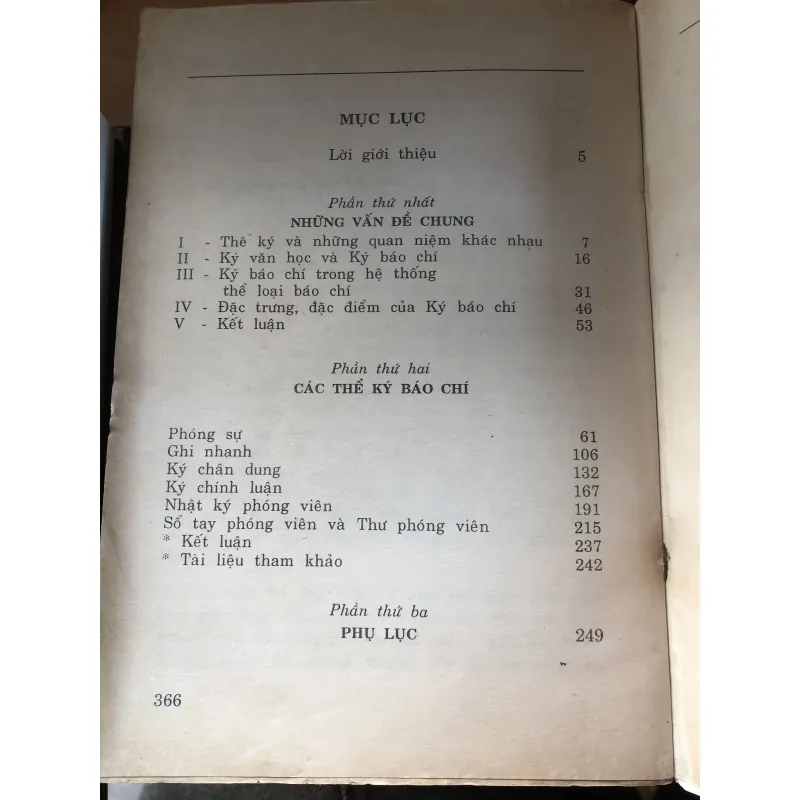 MỤC LỤC
Lời giới thiệu 5
Phần thứ nhất
NHỮNG VẤN ĐỀ CHUNG
I - Thể ký và những quan niệm khác nhạu 7
II - Ký văn học và Ký báo chí 16
III - Ký báo chí trong hệ thống
thể loại báo chí 31
IV - Đặc trưng, đặc điểm của Ký báo chí 46
V - Kết luận 53
Phần thứ hai
CÁC THỂ KÝ BÁO CHÍ
Phóng sự 61
Ghi nhanh 106
Ký chân dung 132
Ký chính luận 167
Nhật ký phóng viên 191
Sổ tay phóng viên và Thư phóng viên 215
* Kết luận 237
* Tài liệu tham khảo 242
Phần thứ ba
PHỤ LỤC 249
366